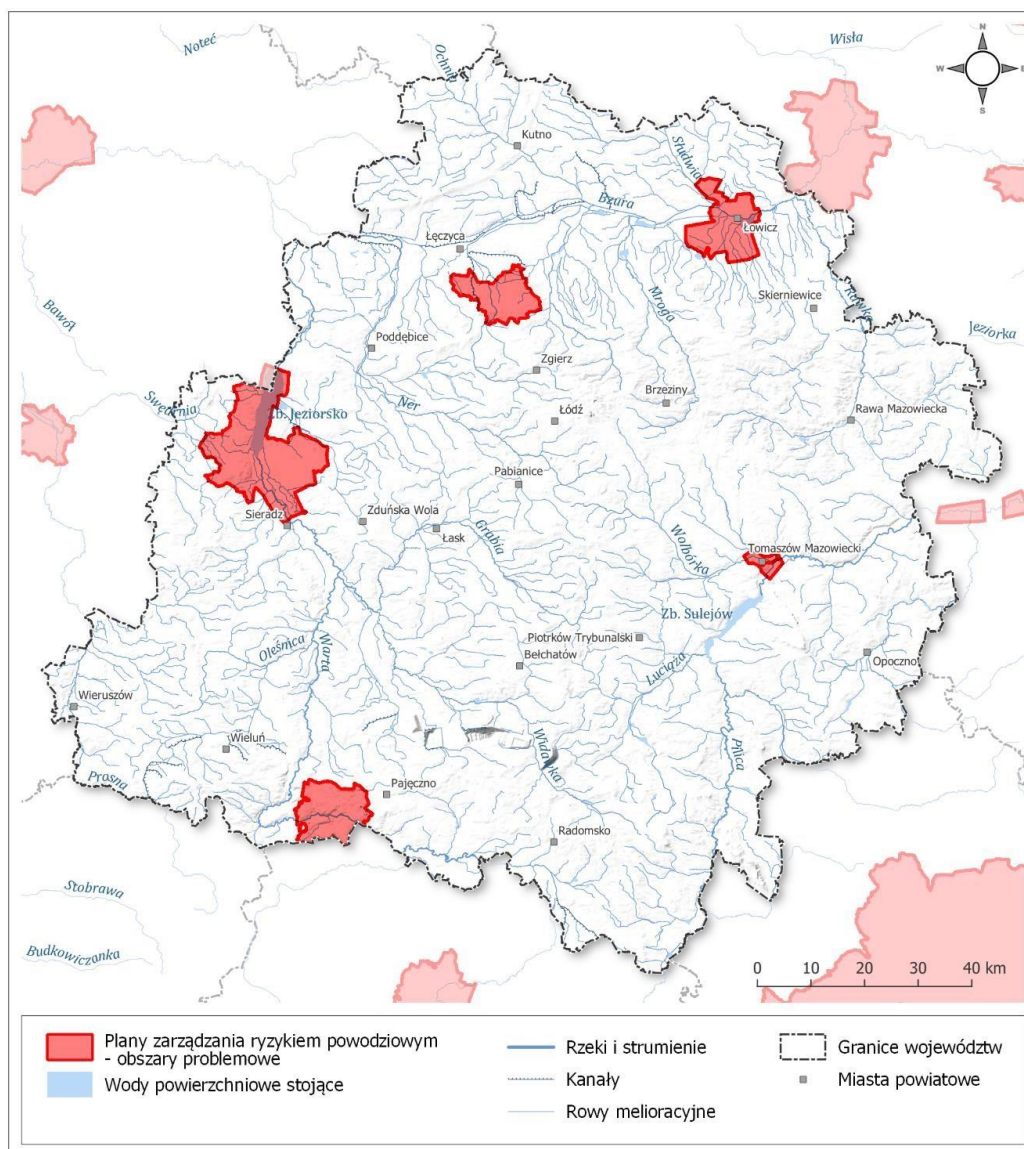 Noteć
Wisła
N
W
E
S
Ochnia
Kutno
Słudwia
Bzura
Łowicz
Łęczyca
Skierniewice
Rawka
Mroga
Bawół
Jeziorka
Poddębice
Zgierz
Ner
Brzeziny
Swędrnia
Zb. Jeziorsko
Łódź
Rawa Mazowiecka
Pabianice
Sieradz
Zduńska Wola
Łask
Grabia
Wolbórka
Tomaszów Mazowiecki
Zb. Sulejów
Piotrków Trybunalski
Oleśnica
Warta
Bełchatów
Luciąża
Opoczno
Wieruszów
Wieluń
Widawka
Pilica
Prosna
Pajęczno
Radomsko
Stobrawa
Budkowiczanka
0 10 20 30 40 km
Plany zarządzania ryzykiem powodziowym
- obszary problemowe
Wody powierzchniowe stojące
Rzeki i strumienie
Kanały
Rowy melioracyjne
Granice województw
Miasta powiatowe